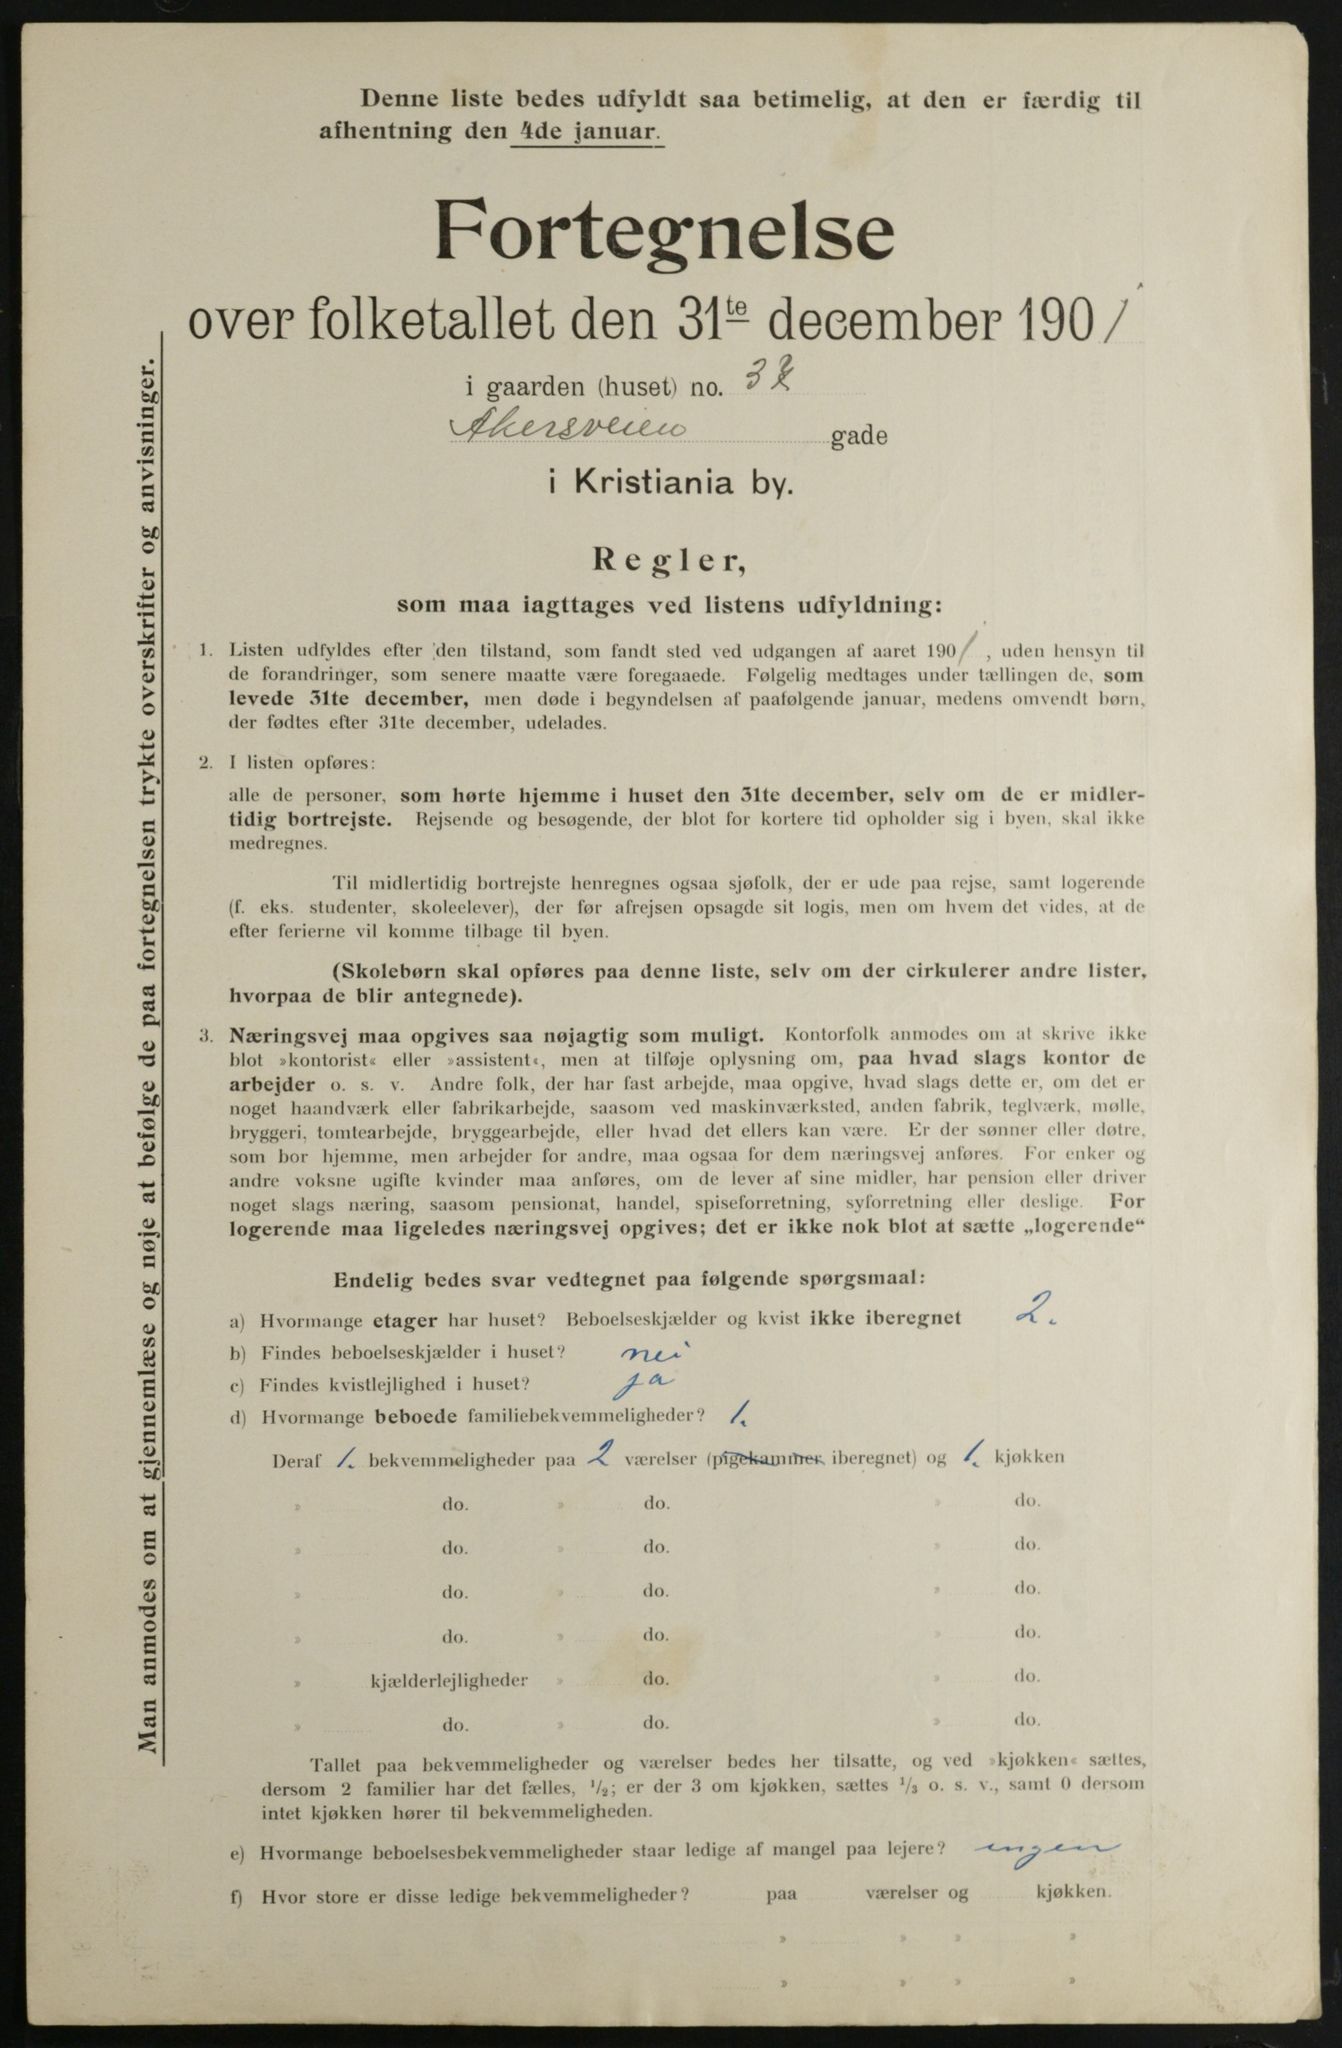 Denne liste bedes udfyldt saa betimelig, at den er færdig til
afhentning den 4de januar.
Fortegnelse
over folketallet den 31te december 1901
i gaarden (huset) no.
Akersveien gade
i Kristiania by.
Regler,
som maa iagttages ved listens udfyldning:
1. Listen udfyldes efter den tilstand, som fandt sted ved udgangen af aaret 1901, uden hensyn til
de forandringer, som senere maatte være foregaaede. Følgelig medtages under tællingen de, som
levede 31te december, men døde i begyndelsen af paafølgende januar, medens omvendt børn,
der fødtes efter 31te december, udelades.
2. I listen opføres:
alle de personer, som hørte hjemme i huset den 31te december, selv om de er midler-
tidig bortrejste. Rejsende og besøgende, der blot for kortere tid opholder sig i byen, skal ikke
medregnes.
Til midlertidig bortrejste henregnes ogsaa sjøfolk, der er ude paa rejse, samt logerende
(f. eks. studenter, skoleelever), der før afrejsen opsagde sit logis, men om hvem det vides, at de
efter ferierne vil komme tilbage til byen.
(Skolebørn skal opføres paa denne liste, selv om der cirkulerer andre lister,
hvorpaa de blir antegnede).
3. Næringsvej maa opgives saa nøjagtig som muligt. Kontorfolk anmodes om at skrive ikke
blot »kontorist« eller »assistent«, men at tilføje oplysning om, paa hvad slags kontor de
arbejder o. s. v. Andre folk, der har fast arbejde, maa opgive, hvad slags dette er, om det er
noget haandværk eller fabrikarbejde, saasom ved maskinværksted, anden fabrik, teglværk, mølle,
bryggeri, tomtearbejde, bryggearbejde, eller hvad det ellers kan være. Er der sønner eller døtre,
som bor hjemme, men arbejder for andre, maa ogsaa for dem næringsvej anføres. For enker og
andre voksne ugifte kvinder maa anføres, om de lever af sine midler, har pension eller driver
noget slags næring, saasom pensionat, handel, spiseforretning, syforretning eller deslige. For
logerende maa ligeledes næringsvej opgives; det er ikke nok blot at sætte „logerende“
Endelig bedes svar vedtegnet paa følgende spørgsmaal:
a) Hvormange etager har huset? Beboelseskjælder og kvist ikke iberegnet 2.
b) Findes beboelseskjælder i huset? nei
c) Findes kvistlejlighed i huset? ja
d) Hvormange beboede familiebekvemmeligheder? 1.
Deraf 1. bekvemmeligheder paa 2 værelser (pigekammer iberegnet) og 1. kjøkken
» do. » do. » do.
» do. » do. » do.
» do. » do. » do.
» do. » do. » do.
» kjælderlejligheder » do. » do.
» do. » do. » do.
Tallet paa bekvemmeligheder og værelser bedes her tilsatte, og ved »kjøkken« sættes,
dersom 2 familier har det fælles, 1/2; er der 3 om kjøkken, sættes 1/3 o. s. v., samt 0 dersom
intet kjøkken hører til bekvemmeligheden.
e) Hvormange beboelsesbekvemmeligheder staar ledige af mangel paa lejere? ingen
f) Hvor store er disse ledige bekvemmeligheder? paa værelser og kjøkken.
» » » »
» » » »
Man anmodes om at gjennemlæse og nøje at befølge de paa fortegnelsen trykte overskrifter og anvisninger.